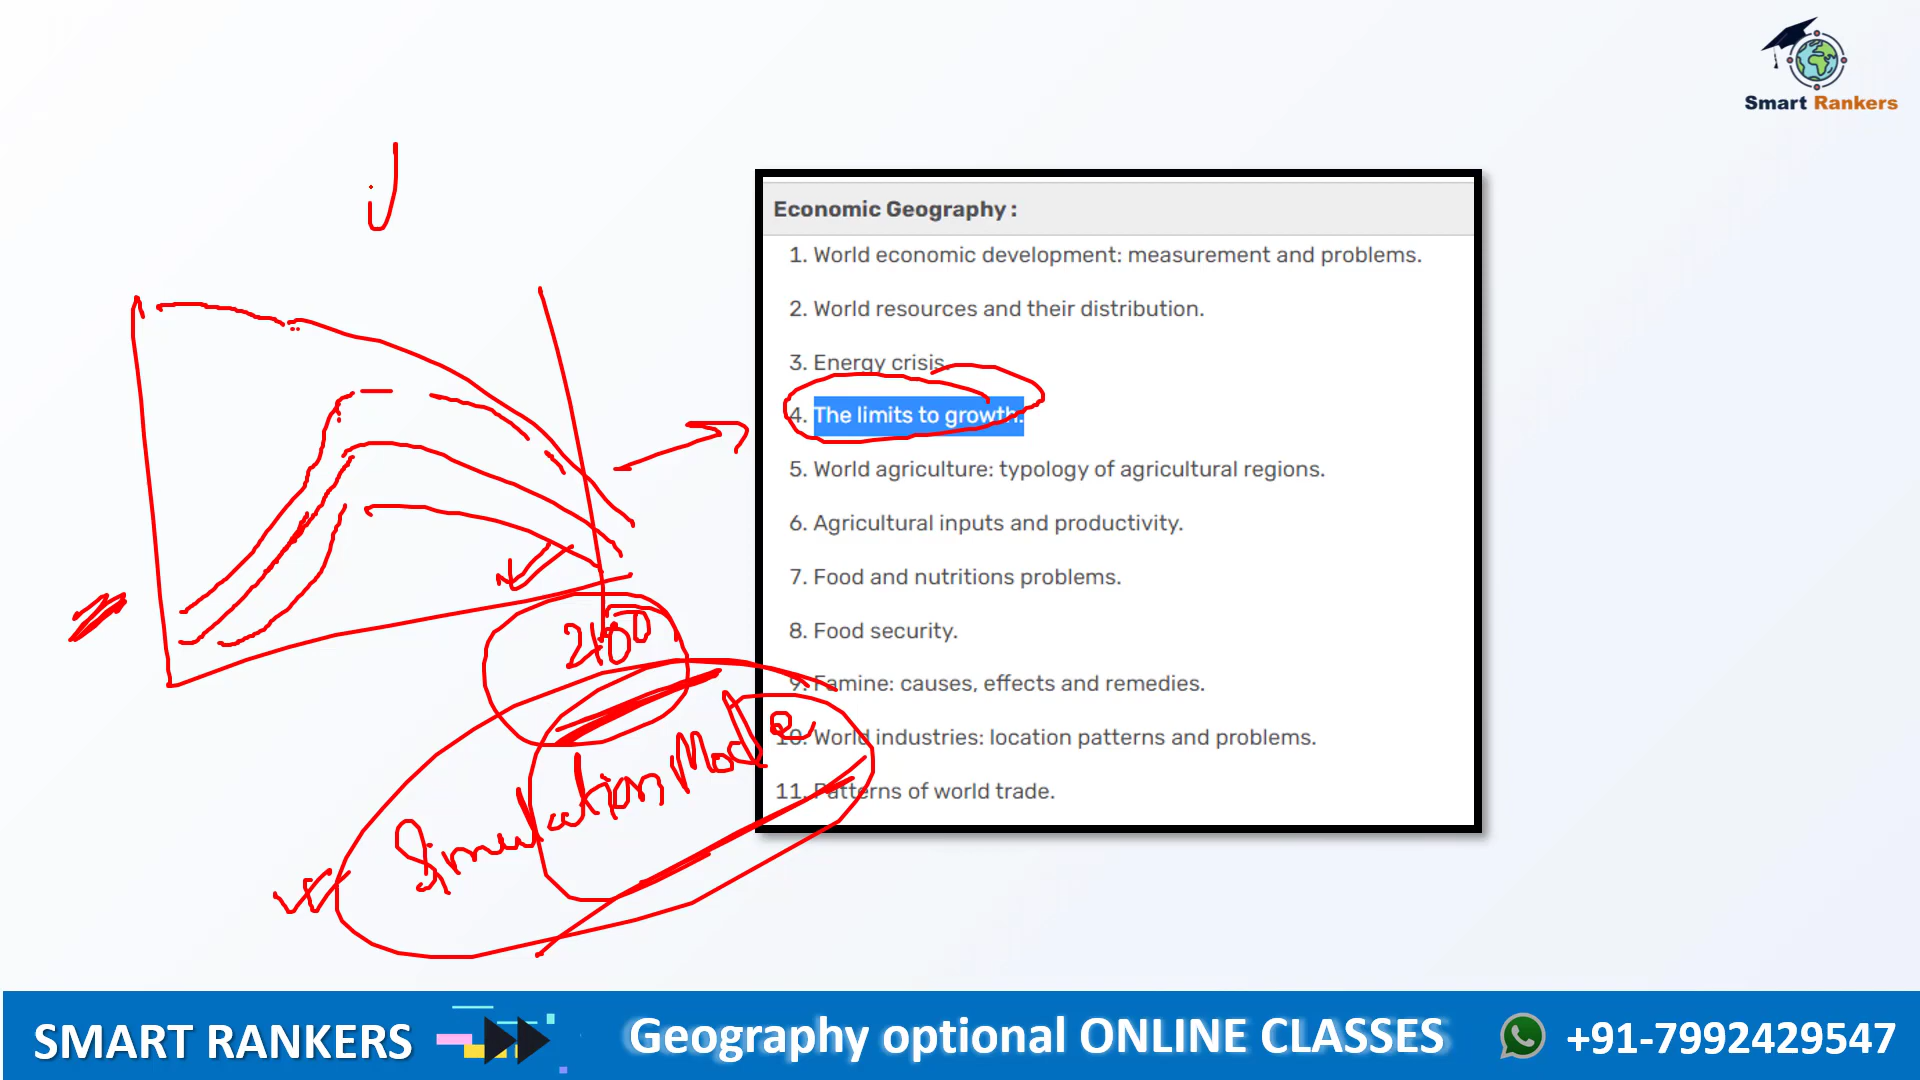 Smart Rankers
Economic Geography :
1. World economic development: measurement and problems.
2. World resources and their distribution.
3. Energy crisis.
4. The limits to growth.
5. World agriculture: typology of agricultural regions.
6. Agricultural inputs and productivity.
7. Food and nutritions problems.
8. Food security.
9. Famine: causes, effects and remedies.
10. World industries: location patterns and problems.
11. Patterns of world trade.
Simulation Mode
SMART RANKERS
Geography optional ONLINE CLASSES
+91-7992429547